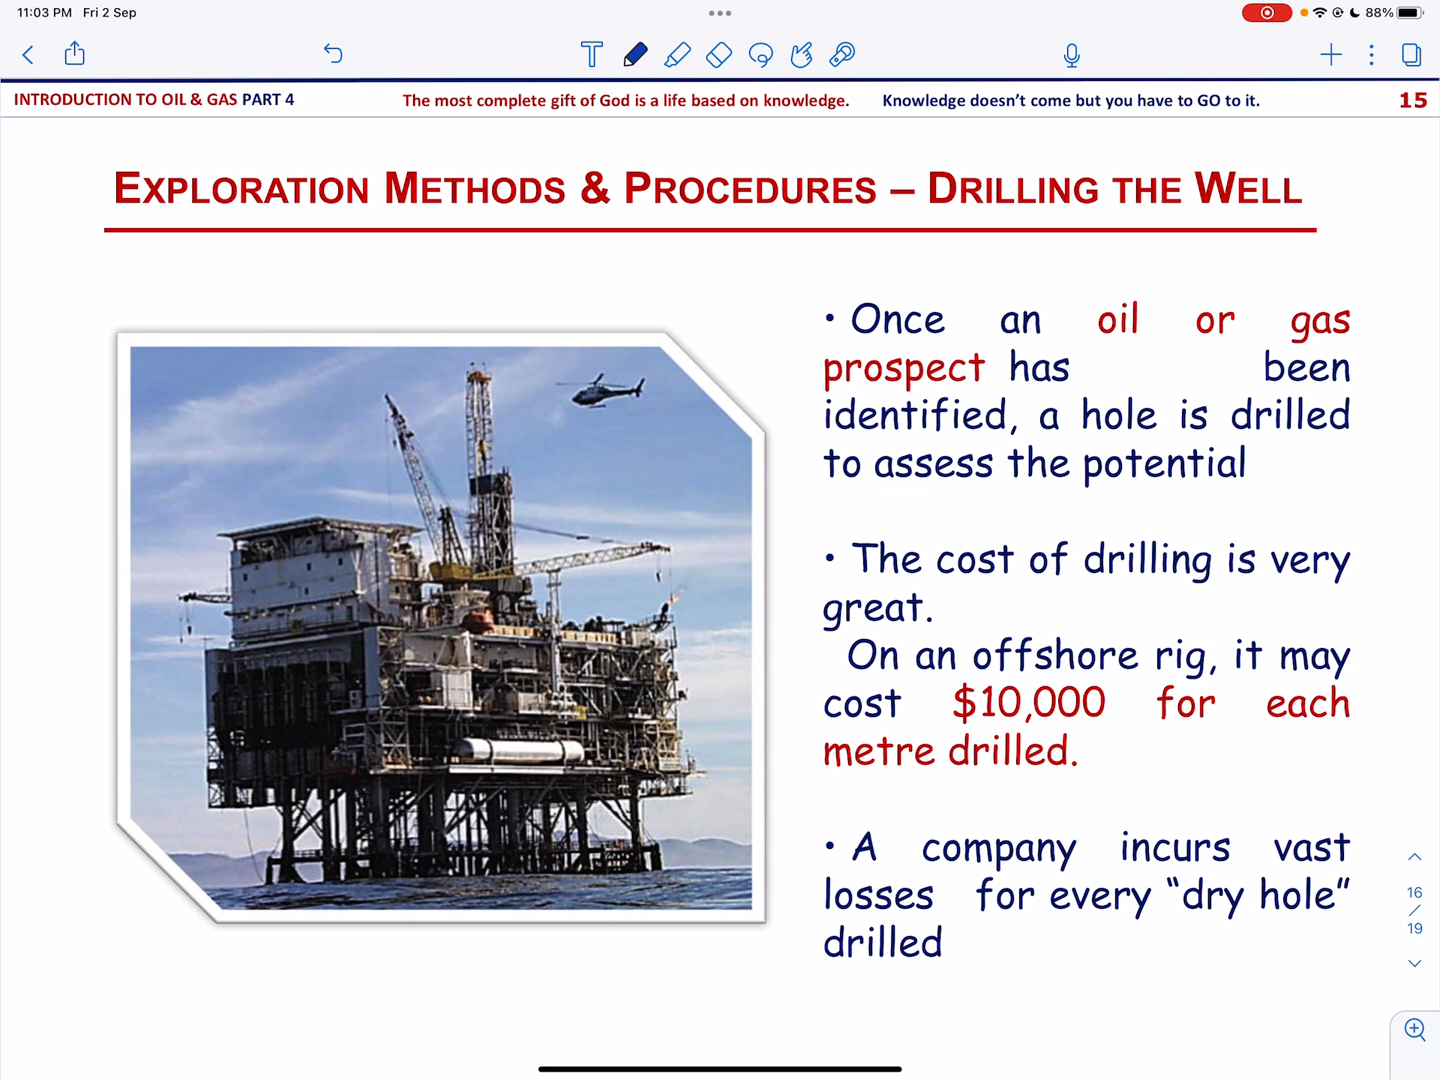 11:03 PM Fri 2 Sep
88%
INTRODUCTION TO OIL & GAS PART 4 The most complete gift of God is a life based on knowledge. Knowledge doesn't come but you have to GO to it. 15
EXPLORATION METHODS & PROCEDURES – DRILLING THE WELL
• Once an oil or gas
prospect has been
identified, a hole is drilled
to assess the potential
• The cost of drilling is very
great.
On an offshore rig, it may
cost $10,000 for each
metre drilled.
• A company incurs vast
losses for every “dry hole”
drilled
16
/
19